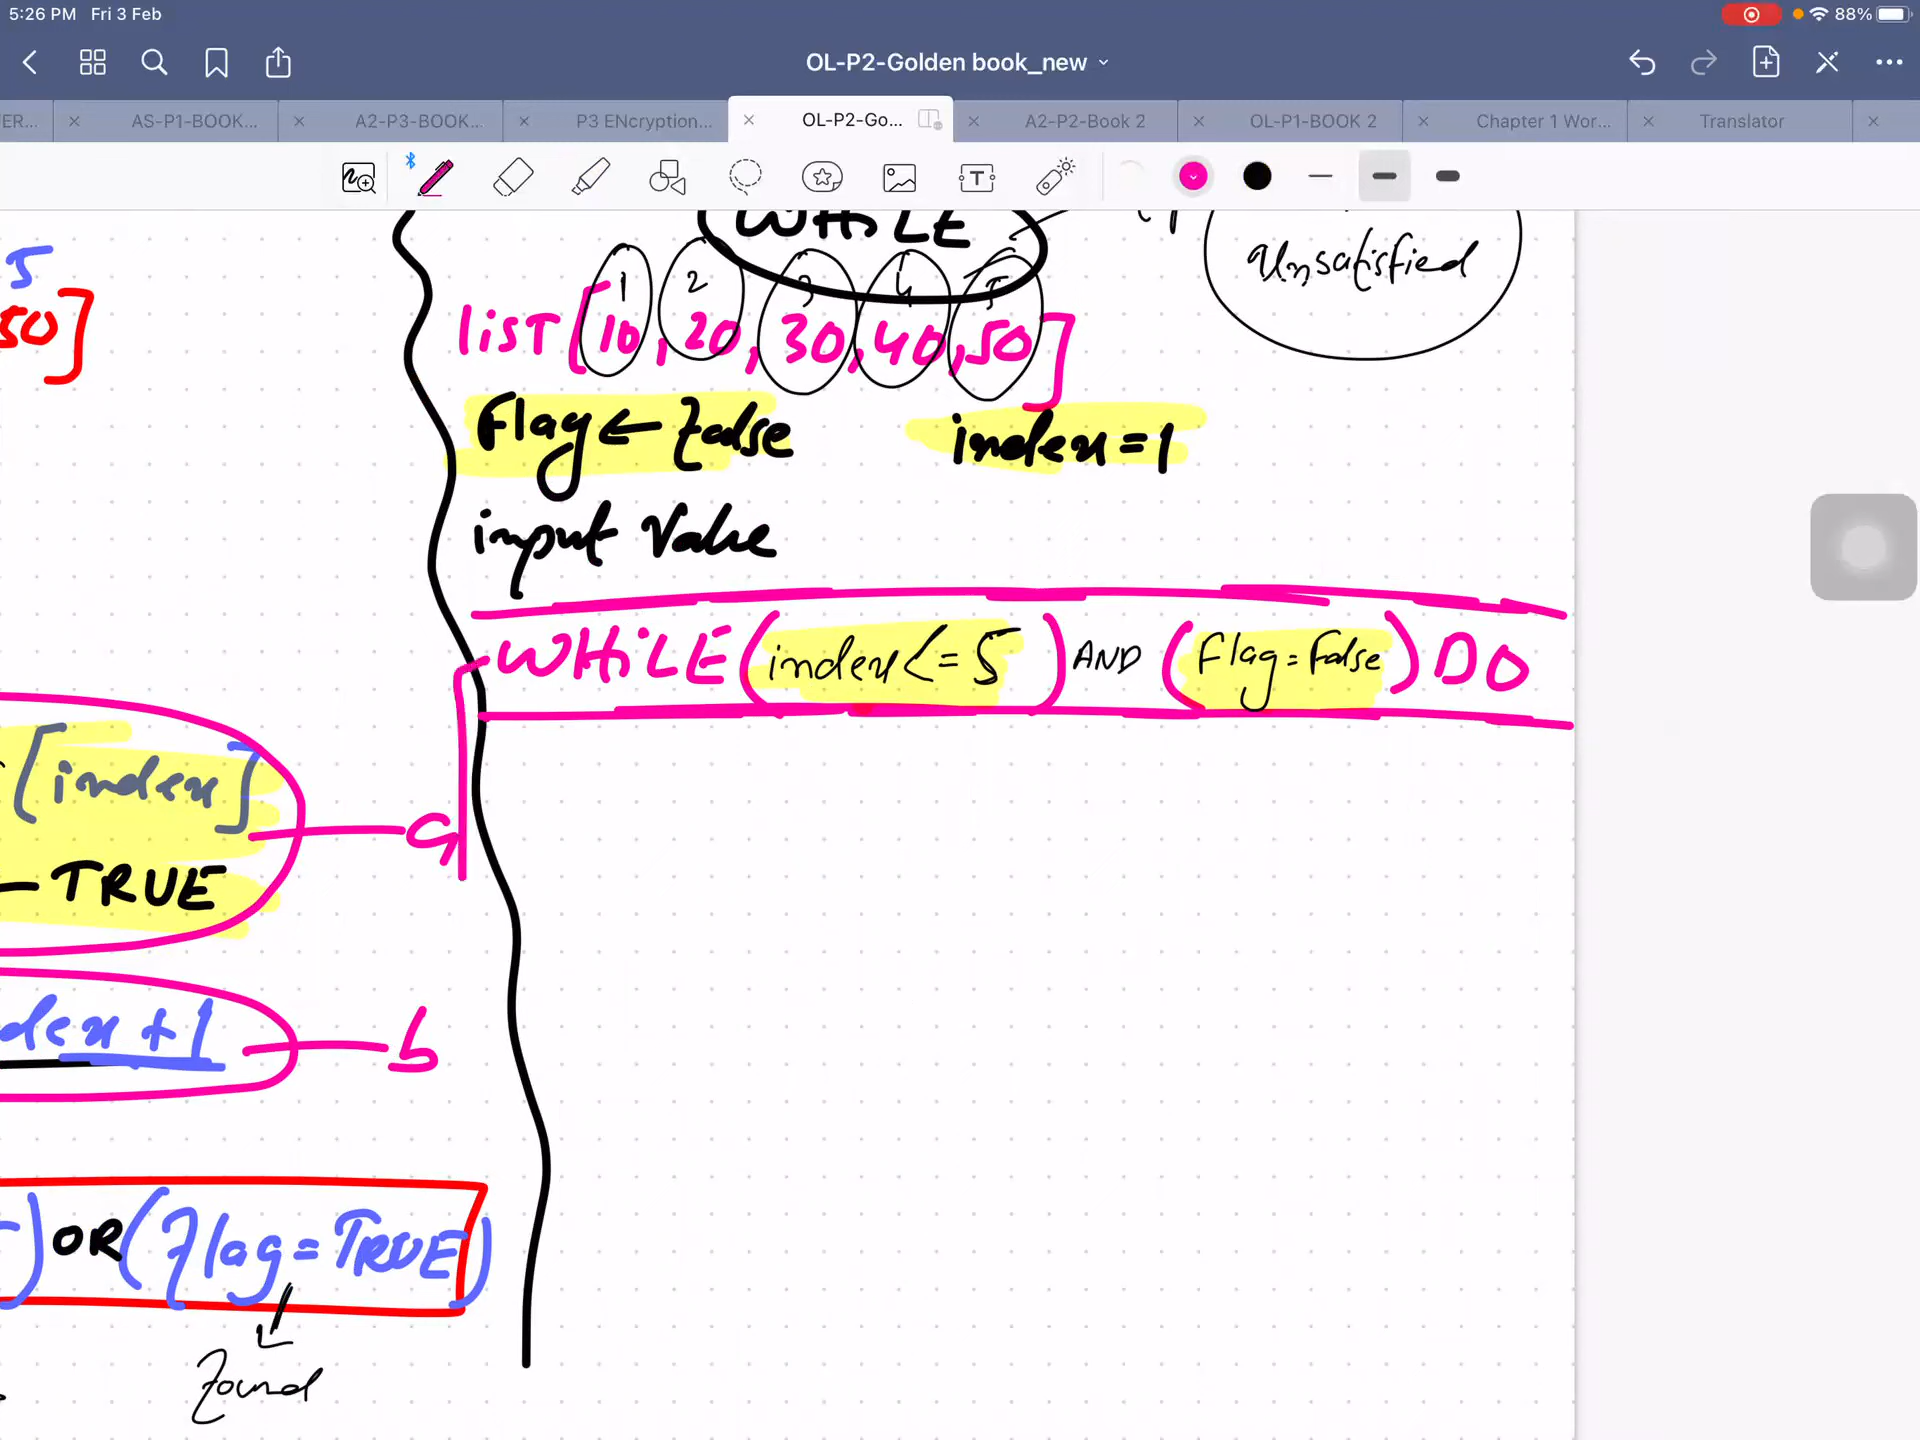 5:26 PM Fri 3 Feb
88%
OL-P2-Golden book_new
ER...
AS-P1-BOOK...
A2-P3-BOOK...
P3 ENcryption...
OL-P2-Go...
A2-P2-Book 2
OL-P1-BOOK 2
Chapter 1 Wor...
Translator
WHILE
Unsatisfied
5
50]
1 2 3 4 5
list [10, 20, 30, 40, 50]
Flag ← False index = 1
input Value
WHILE (index <= 5) AND (Flag = False) DO
[index]
a
TRUE
dex + 1
b
) OR (Flag = TRUE)
Found